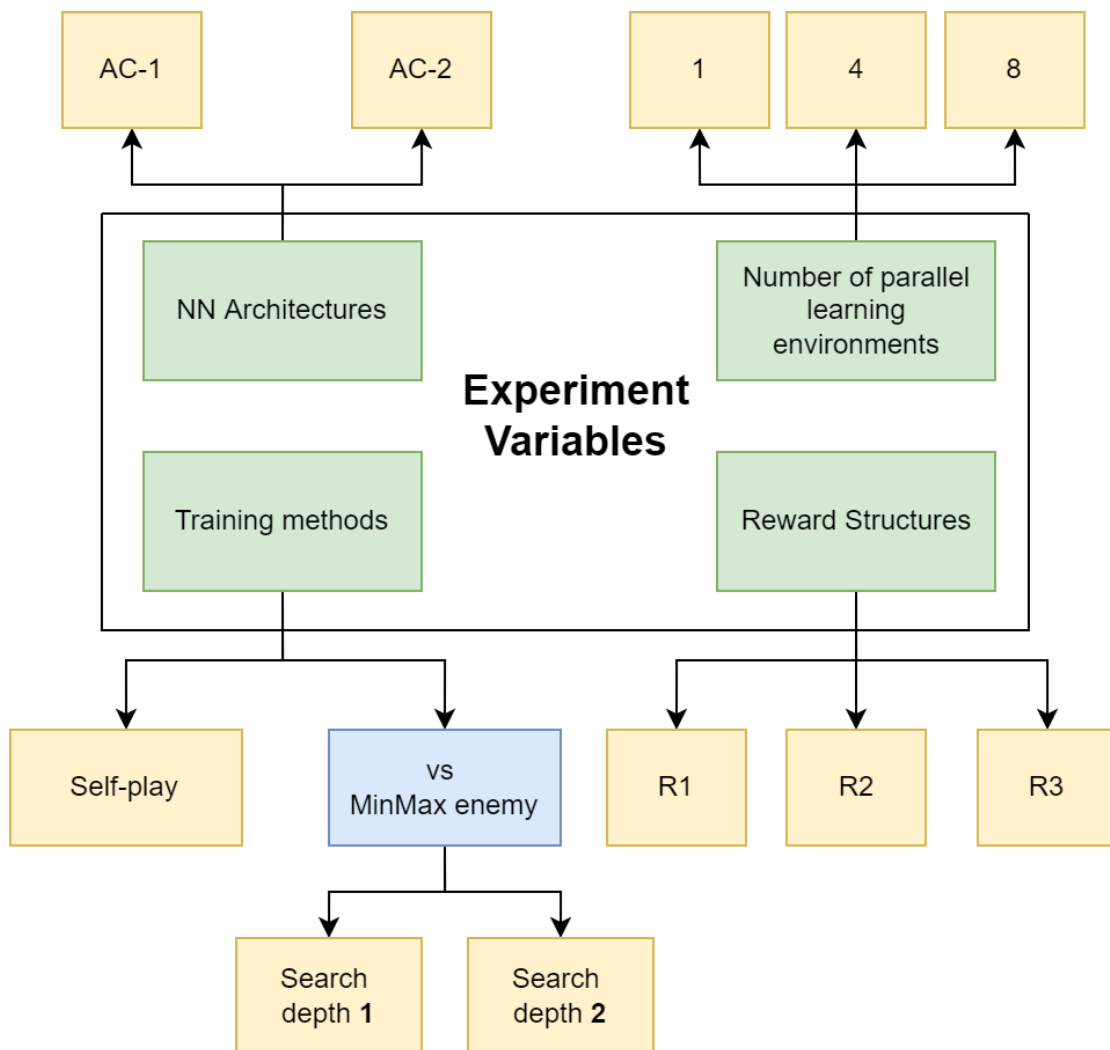 AC-1
AC-2
1
4
8
NN Architectures
Number of parallel
learning
environments
Experiment
Variables
Training methods
Reward Structures
Self-play
vs
MinMax enemy
R1
R2
R3
Search
depth 1
Search
depth 2